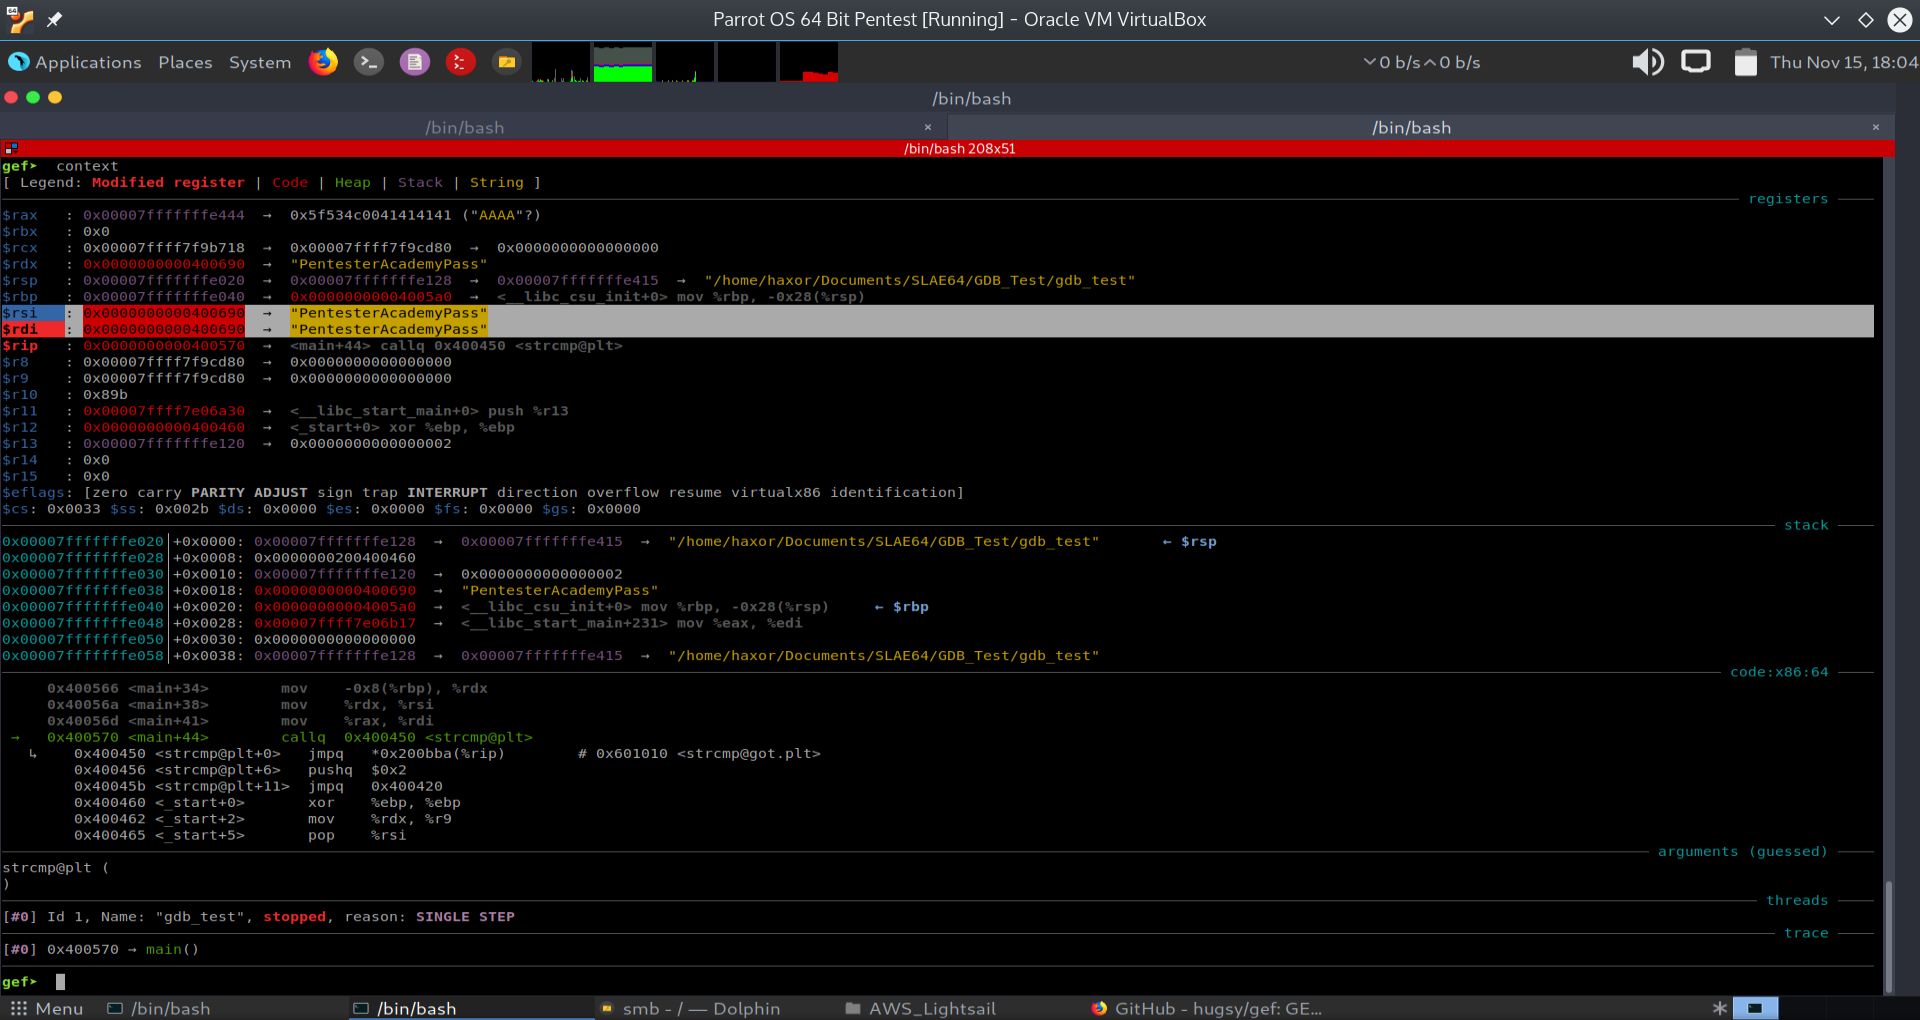 Parrot OS 64 Bit Pentest [Running] - Oracle VM VirtualBox
Applications Places System 0 b/s 0 b/s Thu Nov 15, 18:04
/bin/bash
/bin/bash × /bin/bash ×
/bin/bash 208x51
gef➤ context
[ Legend: Modified register | Code | Heap | Stack | String ]
registers
$rax : 0x00007fffffffe444 → 0x5f534c0041414141 ("AAAA"?)
$rbx : 0x0
$rcx : 0x00007ffff7f9b718 → 0x00007ffff7f9cd80 → 0x0000000000000000
$rdx : 0x0000000000400690 → "PentesterAcademyPass"
$rsp : 0x00007fffffffe020 → 0x00007fffffffe128 → 0x00007fffffffe415 → "/home/haxor/Documents/SLAE64/GDB_Test/gdb_test"
$rbp : 0x00007fffffffe040 → 0x00000000004005a0 → <__libc_csu_init+0> mov %rbp, -0x28(%rsp)
$rsi : 0x0000000000400690 → "PentesterAcademyPass"
$rdi : 0x0000000000400690 → "PentesterAcademyPass"
$rip : 0x0000000000400570 → <main+44> callq 0x400450 <strcmp@plt>
$r8 : 0x00007ffff7f9cd80 → 0x0000000000000000
$r9 : 0x00007ffff7f9cd80 → 0x0000000000000000
$r10 : 0x89b
$r11 : 0x00007ffff7e06a30 → <__libc_start_main+0> push %r13
$r12 : 0x0000000000400460 → <_start+0> xor %ebp, %ebp
$r13 : 0x00007fffffffe120 → 0x0000000000000002
$r14 : 0x0
$r15 : 0x0
$eflags: [zero carry PARITY ADJUST sign trap INTERRUPT direction overflow resume virtualx86 identification]
$cs: 0x0033 $ss: 0x002b $ds: 0x0000 $es: 0x0000 $fs: 0x0000 $gs: 0x0000
stack
0x00007fffffffe020│+0x0000: 0x00007fffffffe128 → 0x00007fffffffe415 → "/home/haxor/Documents/SLAE64/GDB_Test/gdb_test" ← $rsp
0x00007fffffffe028│+0x0008: 0x0000000200400460
0x00007fffffffe030│+0x0010: 0x00007fffffffe120 → 0x0000000000000002
0x00007fffffffe038│+0x0018: 0x0000000000400690 → "PentesterAcademyPass"
0x00007fffffffe040│+0x0020: 0x00000000004005a0 → <__libc_csu_init+0> mov %rbp, -0x28(%rsp) ← $rbp
0x00007fffffffe048│+0x0028: 0x00007ffff7e06b17 → <__libc_start_main+231> mov %eax, %edi
0x00007fffffffe050│+0x0030: 0x0000000000000000
0x00007fffffffe058│+0x0038: 0x00007fffffffe128 → 0x00007fffffffe415 → "/home/haxor/Documents/SLAE64/GDB_Test/gdb_test"
code:x86:64
0x400566 <main+34> mov -0x8(%rbp), %rdx
0x40056a <main+38> mov %rdx, %rsi
0x40056d <main+41> mov %rax, %rdi
→ 0x400570 <main+44> callq 0x400450 <strcmp@plt>
↳ 0x400450 <strcmp@plt+0> jmpq *0x200bba(%rip) # 0x601010 <strcmp@got.plt>
0x400456 <strcmp@plt+6> pushq $0x2
0x40045b <strcmp@plt+11> jmpq 0x400420
0x400460 <_start+0> xor %ebp, %ebp
0x400462 <_start+2> mov %rdx, %r9
0x400465 <_start+5> pop %rsi
arguments (guessed)
strcmp@plt (
)
threads
[#0] Id 1, Name: "gdb_test", stopped, reason: SINGLE STEP
trace
[#0] 0x400570 → main()
gef➤
Menu /bin/bash /bin/bash smb - / — Dolphin AWS_Lightsail GitHub - hugsy/gef: GE...